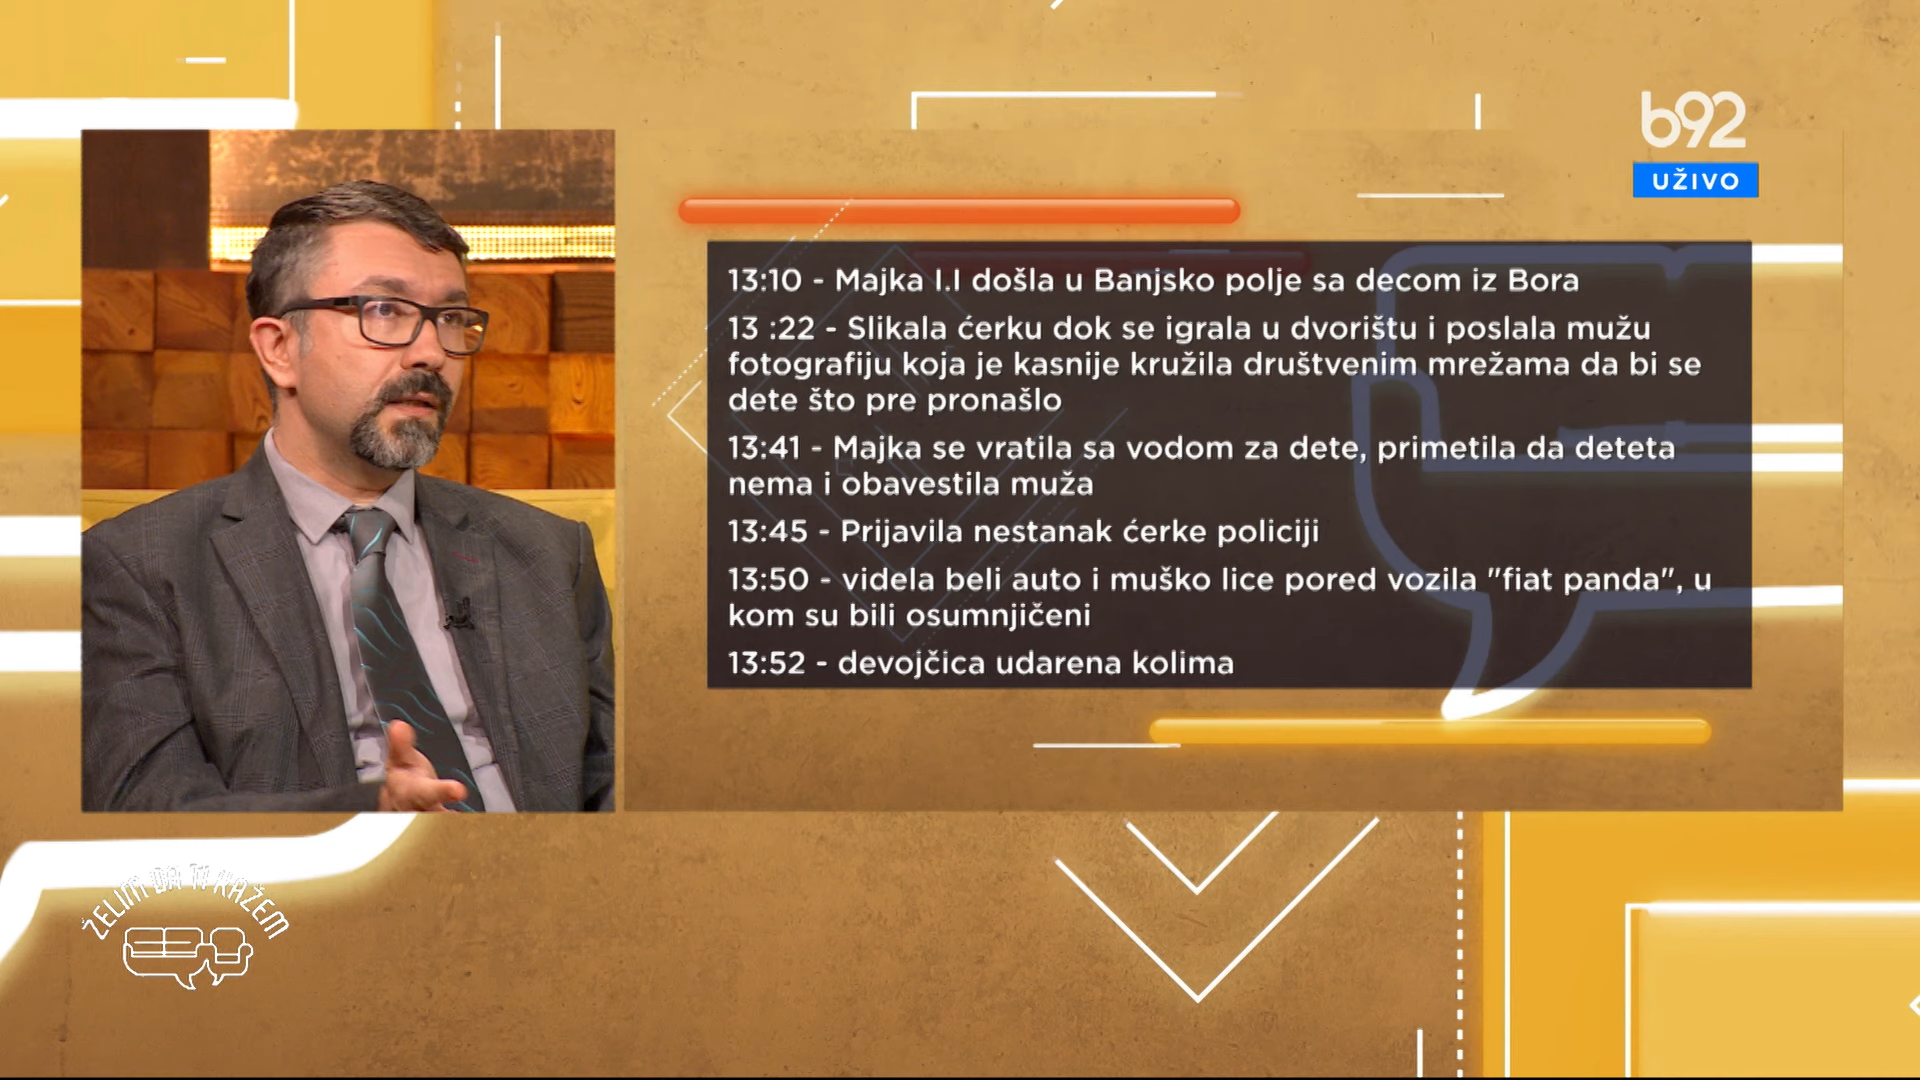 b92
UŽIVO
13:10 - Majka I.I došla u Banjsko polje sa decom iz Bora
13 :22 - Slikala ćerku dok se igrala u dvorištu i poslala mužu
fotografiju koja je kasnije kružila društvenim mrežama da bi se
dete što pre pronašlo
13:41 - Majka se vratila sa vodom za dete, primetila da deteta
nema i obavestila muža
13:45 - Prijavila nestanak ćerke policiji
13:50 - videla beli auto i muško lice pored vozila "fiat panda", u
kom su bili osumnjičeni
13:52 - devojčica udarena kolima
ŽELIM DA TI KAŽEM